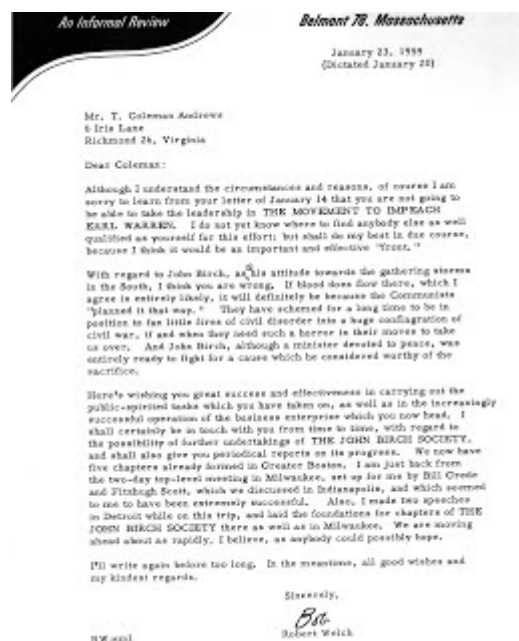 An Informal Review
Belmont 78, Massachusetts
January 23, 1959
(Dictated January 20)
Mr. T. Coleman Andrews
6 Iris Lane
Richmond 26, Virginia
Dear Coleman:
Although I understand the circumstances and reasons, of course I am
sorry to learn from your letter of January 14 that you are not going to
be able to take the leadership in THE MOVEMENT TO IMPEACH
EARL WARREN. I do not yet know where to find anybody else as well
qualified as yourself for this effort; but shall do my best in due course,
because I think it would be an important and effective "front."
With regard to John Birch, as his attitude towards the gathering storms
in the South, I think you are wrong. If blood does flow there, which I
agree is entirely likely, it will definitely be because the Communists
"planned it that way." They have schemed for a long time to be in
position to fan little fires of civil disorder into a huge conflagration of
civil war, if and when they need such a horror in their moves to take
us over. And John Birch, although a minister devoted to peace, was
entirely ready to fight for a cause which he considered worthy of the
sacrifice.
Here's wishing you great success and effectiveness in carrying out the
public-spirited tasks which you have taken on, as well as in the increasingly
successful operation of the business enterprise which you now head. I
shall certainly be in touch with you from time to time, with regard to
the possibility of further undertakings of THE JOHN BIRCH SOCIETY,
and shall also give you periodical reports on its progress. We now have
five chapters already formed in Greater Boston. I am just back from
the two-day top-level meeting in Milwaukee, set up for me by Bill Grede
and Fitzhugh Scott, which we discussed in Indianapolis, and which seemed
to me to have been extremely successful. Also, I made two speeches
in Detroit while on this trip, and laid the foundations for chapters of THE
JOHN BIRCH SOCIETY there as well as in Milwaukee. We are moving
ahead about as rapidly, I believe, as anybody could possibly hope.
I'll write again before too long. In the meantime, all good wishes and
my kindest regards.
Sincerely,
Bob
Robert Welch